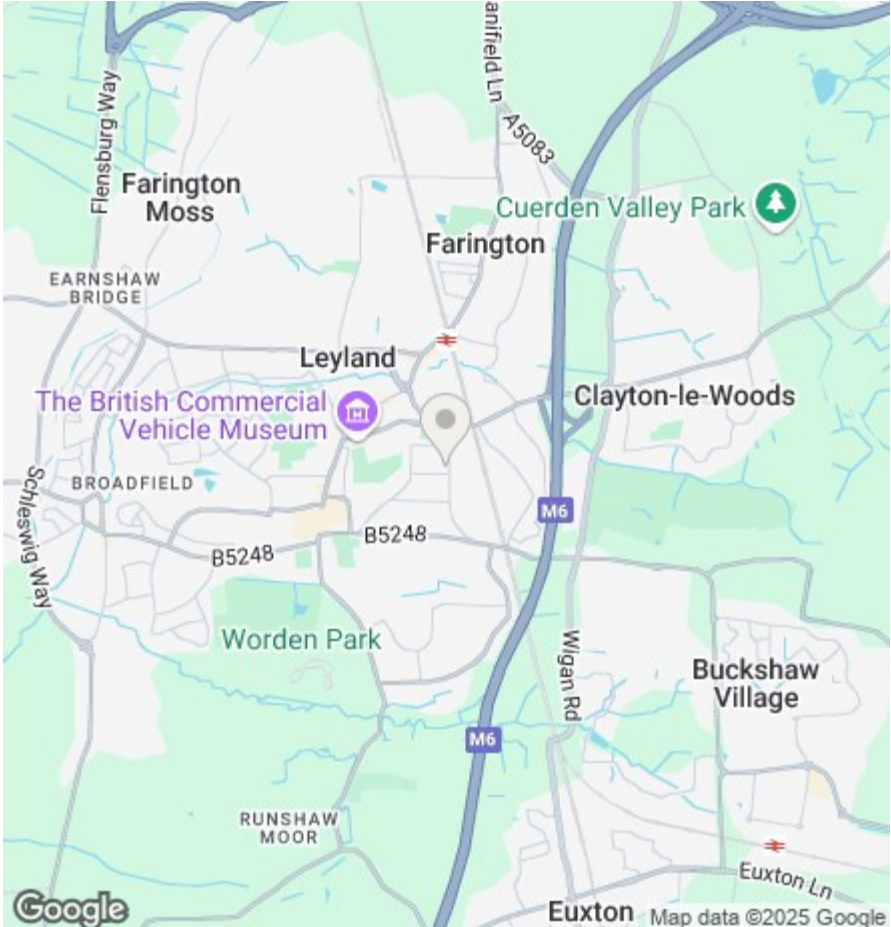 anifield Ln
A5083
Flensburg Way
Farington
Moss
Cuerden Valley Park
Farington
EARNSHAW
BRIDGE
Leyland
The British Commercial
Vehicle Museum
Clayton-le-Woods
BROADFIELD
Schleswig Way
M6
B5248
B5248
Worden Park
Wigan Rd
Buckshaw
Village
M6
RUNSHAW
MOOR
Euxton Ln
Euxton
Google
Map data ©2025 Google